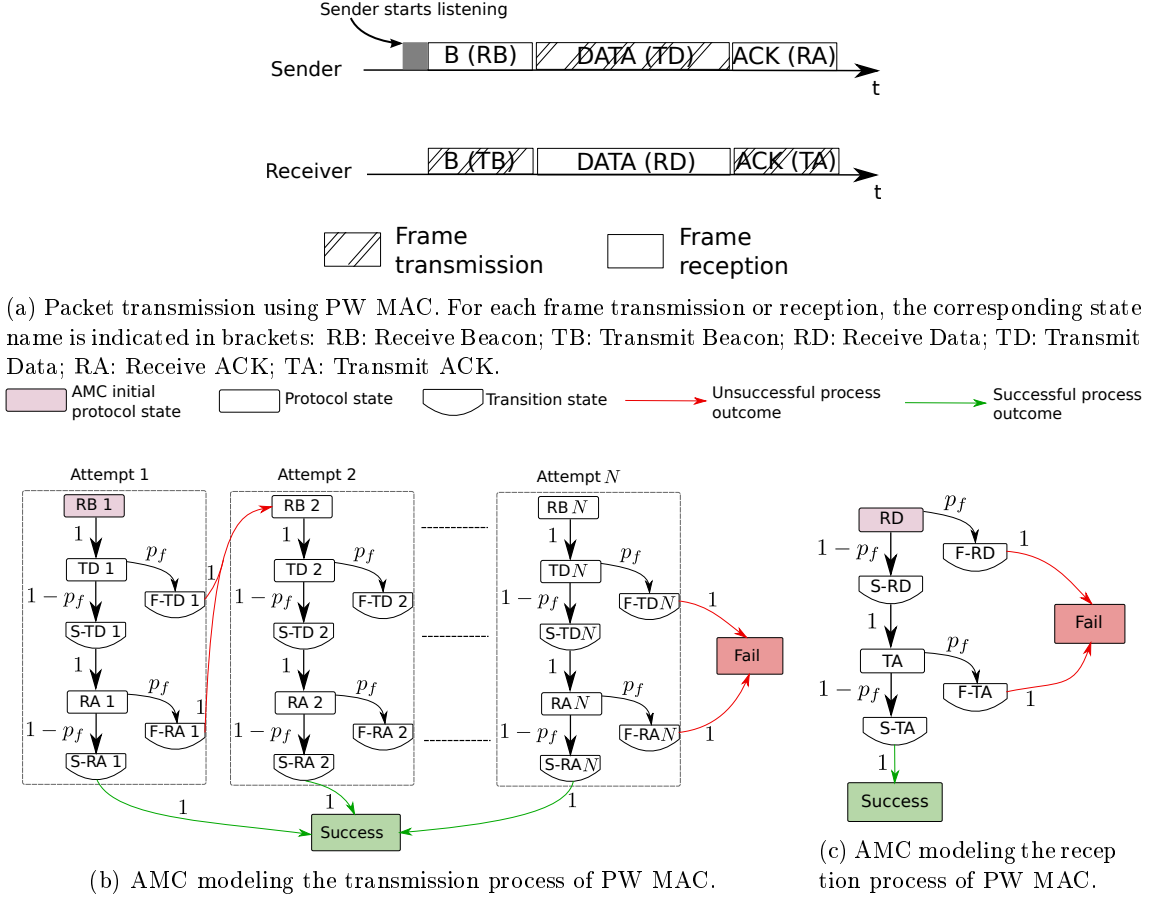 Sender starts listening
B (RB) DATA (TD) ACK (RA)
Sender
t
B (TB) DATA (RD) ACK (TA)
Receiver
t
Frame
transmission
Frame
reception
(a) Packet transmission using PW MAC. For each frame transmission or reception, the corresponding state
name is indicated in brackets: RB: Receive Beacon; TB: Transmit Beacon; RD: Receive Data; TD: Transmit
Data; RA: Receive ACK; TA: Transmit ACK.
AMC initial
protocol state
Protocol state
Transition state
Unsuccessful process
outcome
Successful process
outcome
Attempt 1
RB 1
1
TD 1
p_f
F-TD 1
1
1 − p_f
S-TD 1
1
RA 1
p_f
F-RA 1
1
1 − p_f
S-RA 1
1
Attempt 2
RB 2
1
TD 2
p_f
F-TD 2
1 − p_f
S-TD 2
1
RA 2
p_f
F-RA 2
1 − p_f
S-RA 2
1
Attempt N
RB N
1
TDN
p_f
F-TDN
1
1 − p_f
S-TDN
1
RAN
p_f
F-RAN
1
1 − p_f
S-RAN
1
Fail
Success
(b) AMC modeling the transmission process of PW MAC.
RD
p_f
F-RD
1
1 − p_f
S-RD
1
TA
p_f
F-TA
1
1 − p_f
S-TA
1
Fail
Success
(c) AMC modeling the recep
tion process of PW MAC.